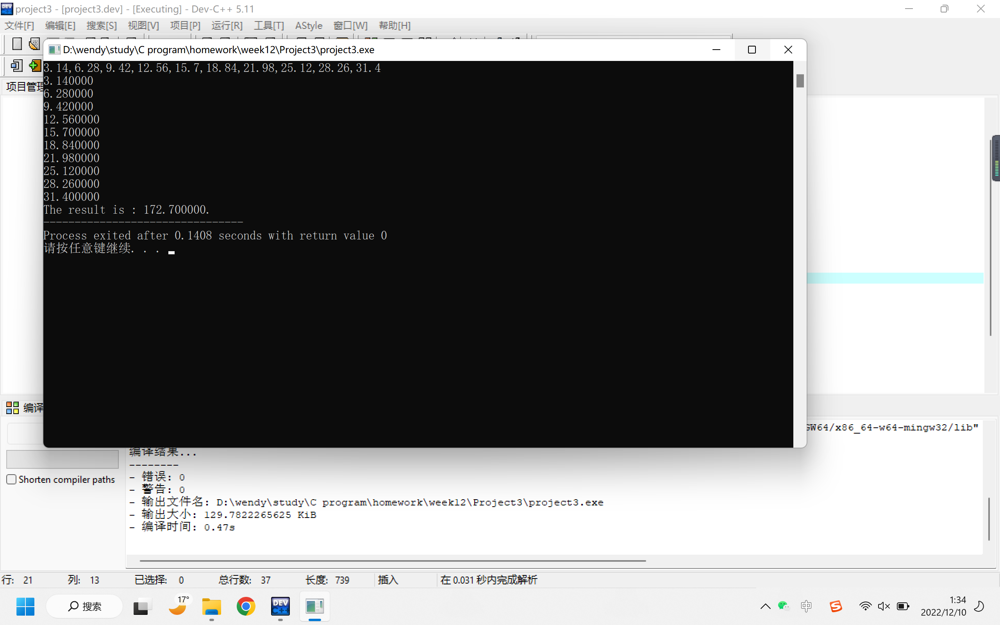 project3 - [project3.dev] - [Executing] - Dev-C++ 5.11
文件[F] 编辑[E] 搜索[S] 视图[V] 项目[P] 运行[R] 工具[T] AStyle 窗口[W] 帮助[H]
D:\wendy\study\C program\homework\week12\Project3\project3.exe
项目管理
3.14,6.28,9.42,12.56,15.7,18.84,21.98,25.12,28.26,31.4
3.140000
6.280000
9.420000
12.560000
15.700000
18.840000
21.980000
25.120000
28.260000
31.400000
The result is : 172.700000.
--------------------------------
Process exited after 0.1408 seconds with return value 0
请按任意键继续. . .
编译
GW64/x86_64-w64-mingw32/lib"
编译结果...
--------
- 错误: 0
- 警告: 0
- 输出文件名: D:\wendy\study\C program\homework\week12\Project3\project3.exe
- 输出大小: 129.7822265625 KiB
- 编译时间: 0.47s
Shorten compiler paths
行: 21 列: 13 已选择: 0 总行数: 37 长度: 739 插入 在 0.031 秒内完成解析
搜索
17°
DEV C++
中
1:34
2022/12/10